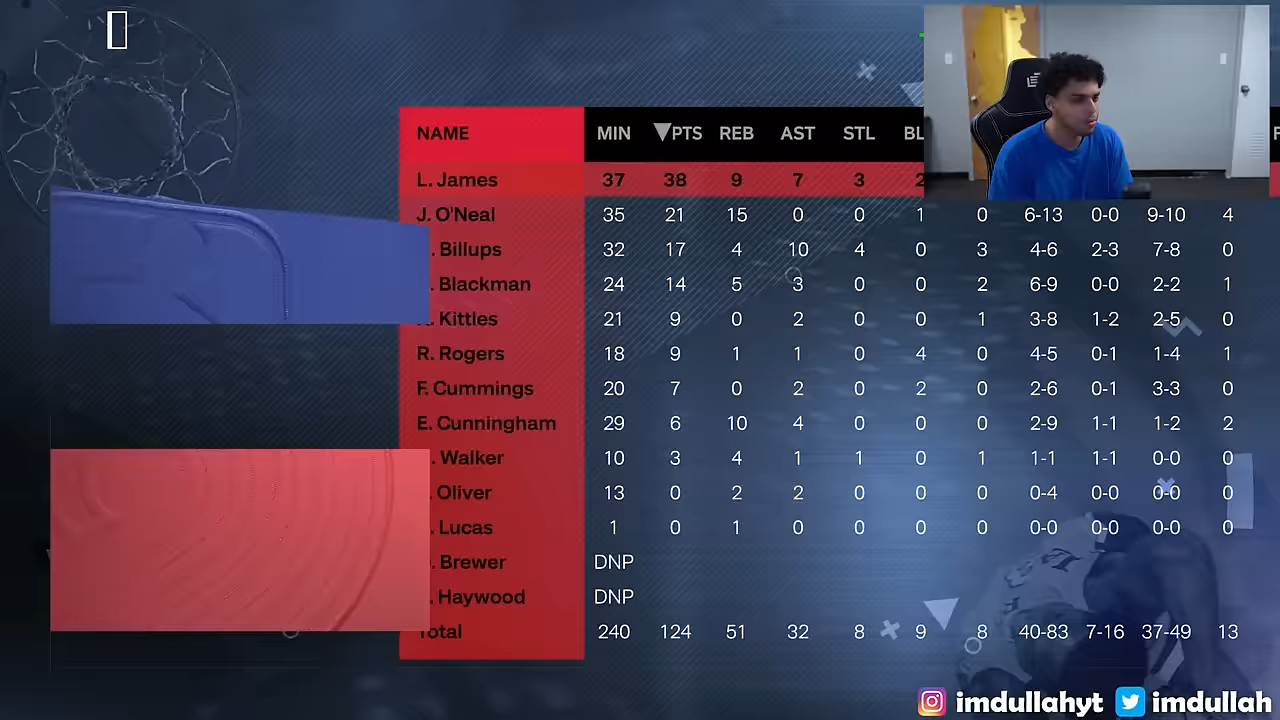 NAME MIN PTS REB AST STL BL
L. James 37 38 9 7 3 2
J. O'Neal 35 21 15 0 0 1 0 6-13 0-0 9-10 4
. Billups 32 17 4 10 4 0 3 4-6 2-3 7-8 0
. Blackman 24 14 5 3 0 0 2 6-9 0-0 2-2 1
Kittles 21 9 0 2 0 0 1 3-8 1-2 2-5 0
R. Rogers 18 9 1 1 0 4 0 4-5 0-1 1-4 1
F. Cummings 20 7 0 2 0 2 0 2-6 0-1 3-3 0
E. Cunningham 29 6 10 4 0 0 0 2-9 1-1 1-2 2
. Walker 10 3 4 1 1 0 1 1-1 1-1 0-0 0
. Oliver 13 0 2 2 0 0 0 0-4 0-0 0-0 0
. Lucas 1 0 1 0 0 0 0 0-0 0-0 0-0 0
. Brewer DNP
. Haywood DNP
Total 240 124 51 32 8 9 8 40-83 7-16 37-49 13
imdullahyt imdullah